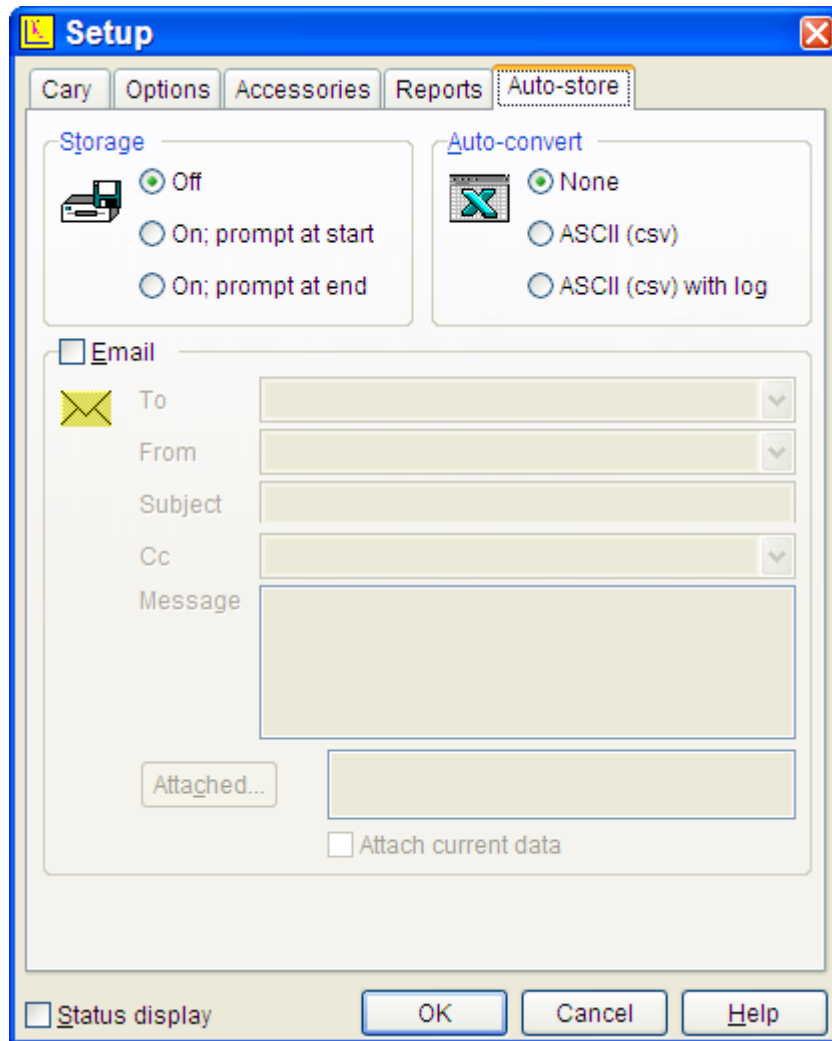 Setup
Cary Options Accessories Reports Auto-store
Storage
Off
On; prompt at start
On; prompt at end
Auto-convert
None
ASCII (csv)
ASCII (csv) with log
Email
To
From
Subject
Cc
Message
Attached...
Attach current data
Status display OK Cancel Help